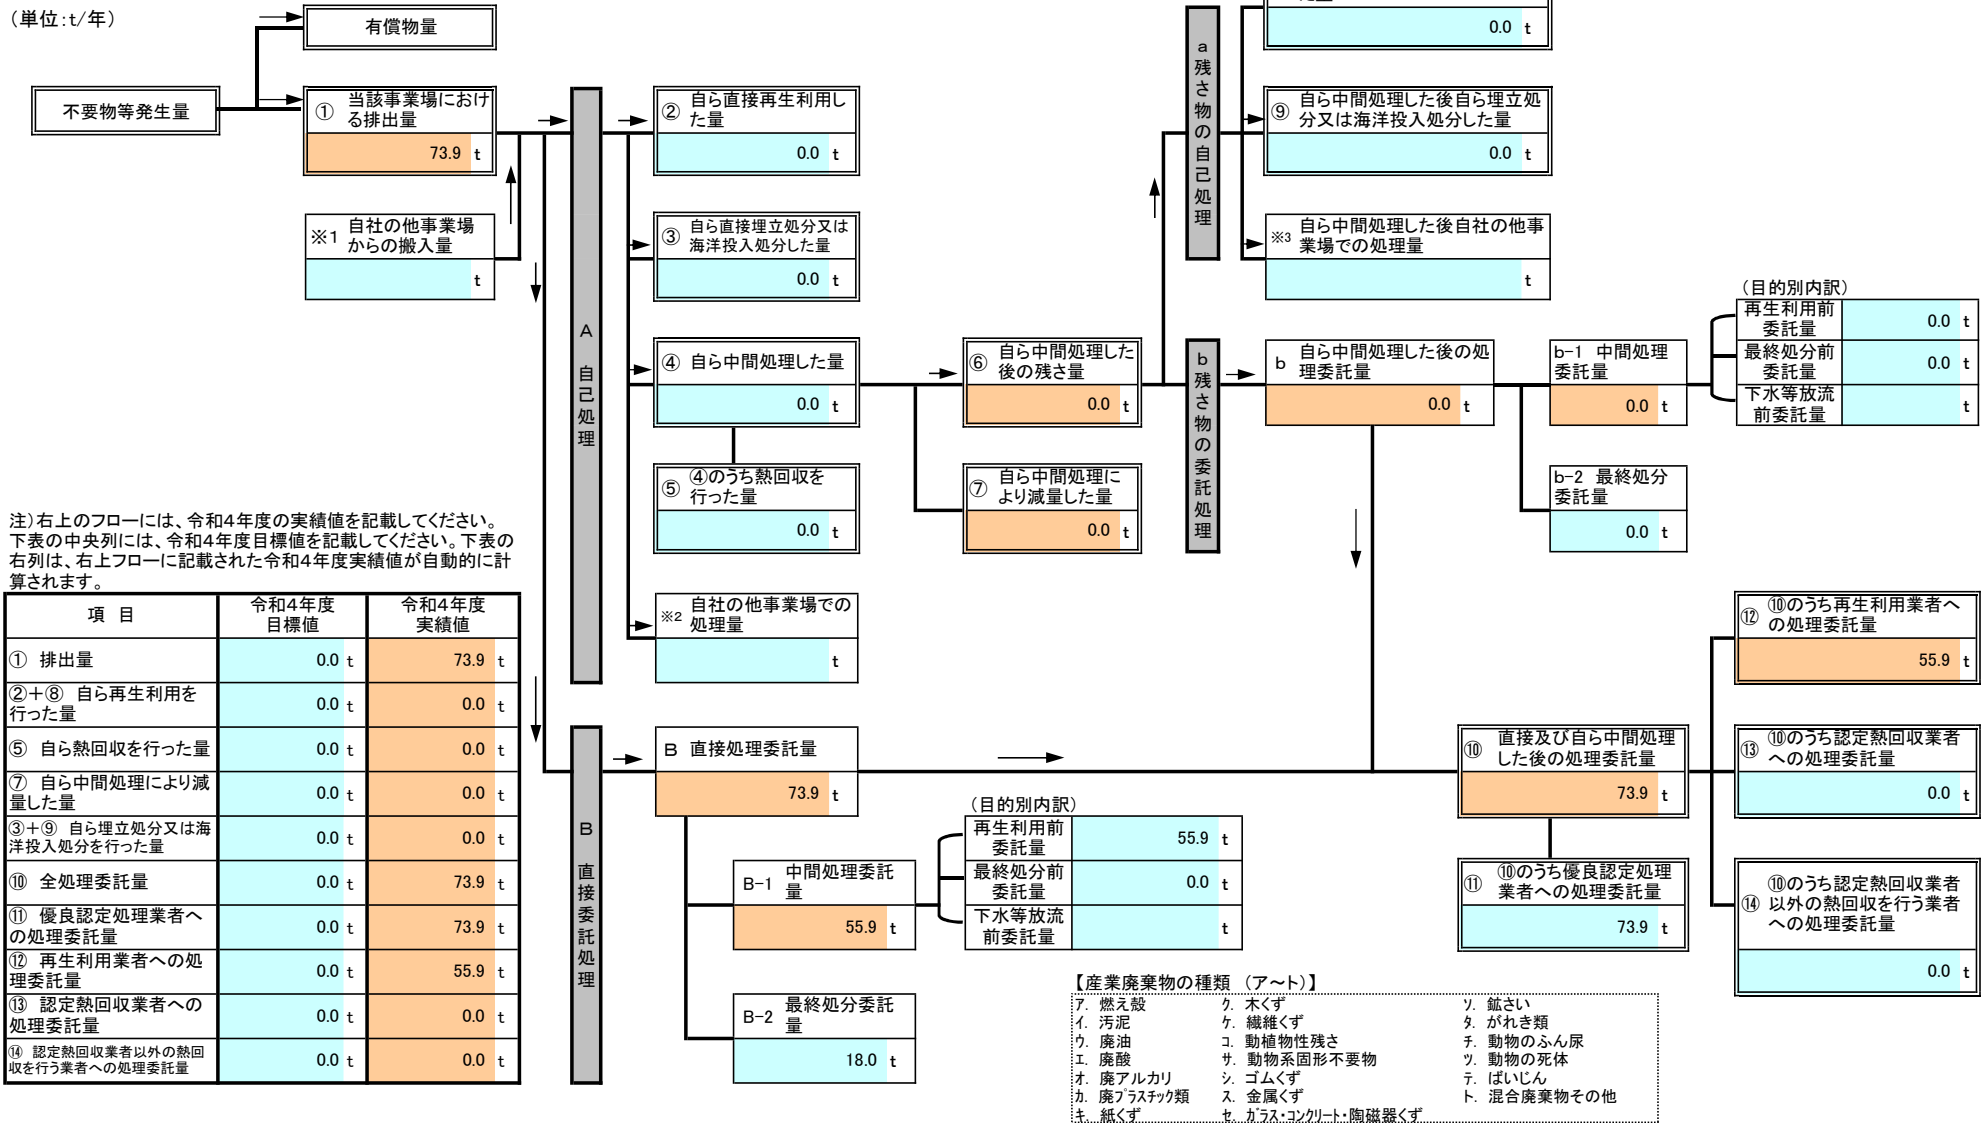 （単位：t/年）
有償物量
不要物等発生量
① 当該事業場におけ
る排出量
73.9 t
※1 自社の他事業場
からの搬入量
t
A 自己処理
② 自ら直接再生利用し
た量
0.0 t
③ 自ら直接埋立処分又は
海洋投入処分した量
0.0 t
④ 自ら中間処理した量
0.0 t
⑤ ④のうち熱回収を
行った量
0.0 t
※2 自社の他事業場での
処理量
t
⑥ 自ら中間処理した
後の残さ量
0.0 t
⑦ 自ら中間処理に
より減量した量
0.0 t
a 残さ物の自己処理
0.0 t
⑨ 自ら中間処理した後自ら埋立処
分又は海洋投入処分した量
0.0 t
※3 自ら中間処理した後自社の他事
業場での処理量
t
b 残さ物の委託処理
b 自ら中間処理した後の処
理委託量
0.0 t
b-1 中間処理
委託量
0.0 t
b-2 最終処分
委託量
0.0 t
（目的別内訳）
再生利用前
委託量 0.0 t
最終処分前
委託量 0.0 t
下水等放流
前委託量 t
注）右上のフローには、令和４年度の実績値を記載してください。
下表の中央列には、令和４年度目標値を記載してください。下表の
右列は、右上フローに記載された令和４年度実績値が自動的に計
算されます。
項 目 令和４年度
目標値 令和４年度
実績値
① 排出量 0.0 t 73.9 t
②＋⑧ 自ら再生利用を
行った量 0.0 t 0.0 t
⑤ 自ら熱回収を行った量 0.0 t 0.0 t
⑦ 自ら中間処理により減
量した量 0.0 t 0.0 t
③＋⑨ 自ら埋立処分又は海
洋投入処分を行った量 0.0 t 0.0 t
⑩ 全処理委託量 0.0 t 73.9 t
⑪ 優良認定処理業者へ
の処理委託量 0.0 t 73.9 t
⑫ 再生利用業者への処
理委託量 0.0 t 55.9 t
⑬ 認定熱回収業者への
処理委託量 0.0 t 0.0 t
⑭ 認定熱回収業者以外の熱回
収を行う業者への処理委託量 0.0 t 0.0 t
B 直接委託処理
B 直接処理委託量
73.9 t
B-1 中間処理委託
量
55.9 t
B-2 最終処分委託
量
18.0 t
（目的別内訳）
再生利用前
委託量 55.9 t
最終処分前
委託量 0.0 t
下水等放流
前委託量 t
⑩ 直接及び自ら中間処理
した後の処理委託量
73.9 t
⑪ ⑩のうち優良認定処理
業者への処理委託量
73.9 t
⑫ ⑩のうち再生利用業者へ
の処理委託量
55.9 t
⑬ ⑩のうち認定熱回収業者
への処理委託量
0.0 t
⑭ ⑩のうち認定熱回収業者
以外の熱回収を行う業者
への処理委託量
0.0 t
【産業廃棄物の種類 （ア～ト）】
ア. 燃え殻 ク. 木くず ソ. 鉱さい
イ. 汚泥 ケ. 繊維くず タ. がれき類
ウ. 廃油 コ. 動植物性残さ チ. 動物のふん尿
エ. 廃酸 サ. 動物系固形不要物 ツ. 動物の死体
オ. 廃アルカリ シ. ゴムくず テ. ばいじん
カ. 廃プラスチック類 ス. 金属くず ト. 混合廃棄物その他
キ. 紙くず セ. ガラス・コンクリート・陶磁器くず